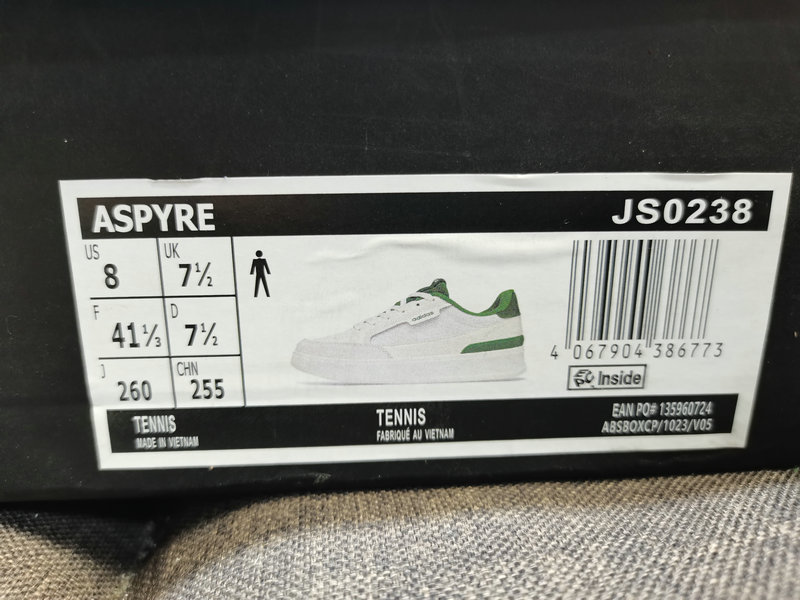 ASPYRE
JS0238
US
8
UK
7½
F
41⅓
D
7½
J
260
CHN
255
adidas
4 067904 386773
Inside
TENNIS
MADE IN VIETNAM
TENNIS
FABRIQUÉ AU VIETNAM
EAN PO# 135960724
ABSBOXCP/1023/V05